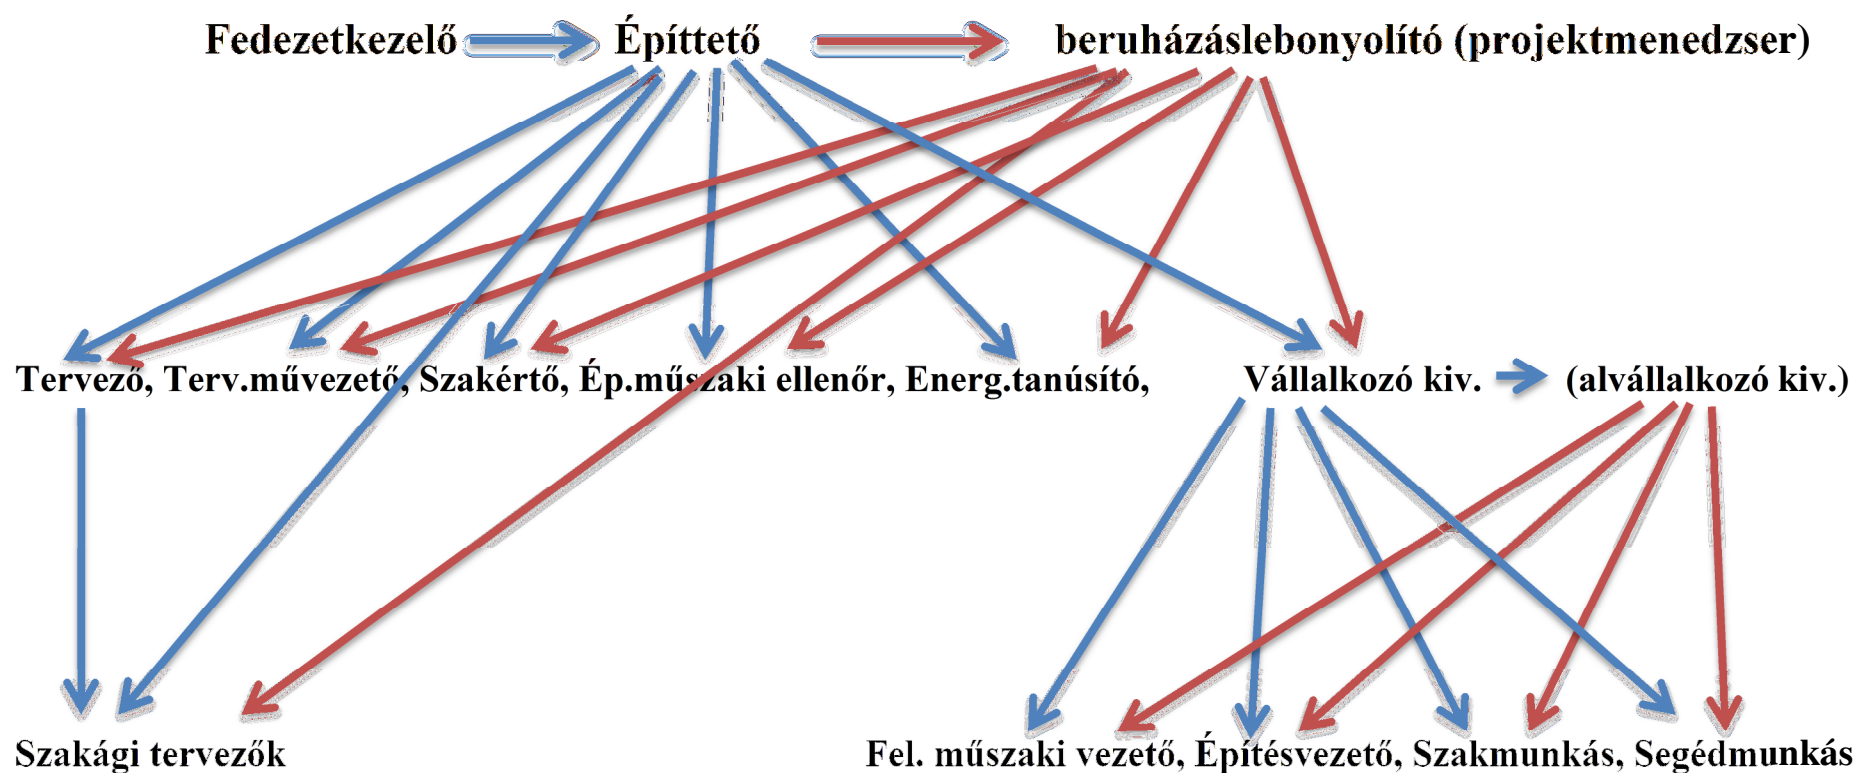 Fedezetkezelő Építtető beruházáslebonyolító (projektmenedzser)
Tervező, Terv.művezető, Szakértő, Ép.műszaki ellenőr, Energ.tanúsító, Vállalkozó kiv. (alvállalkozó kiv.)
Szakági tervezők Fel. műszaki vezető, Építésvezető, Szakmunkás, Segédmunkás